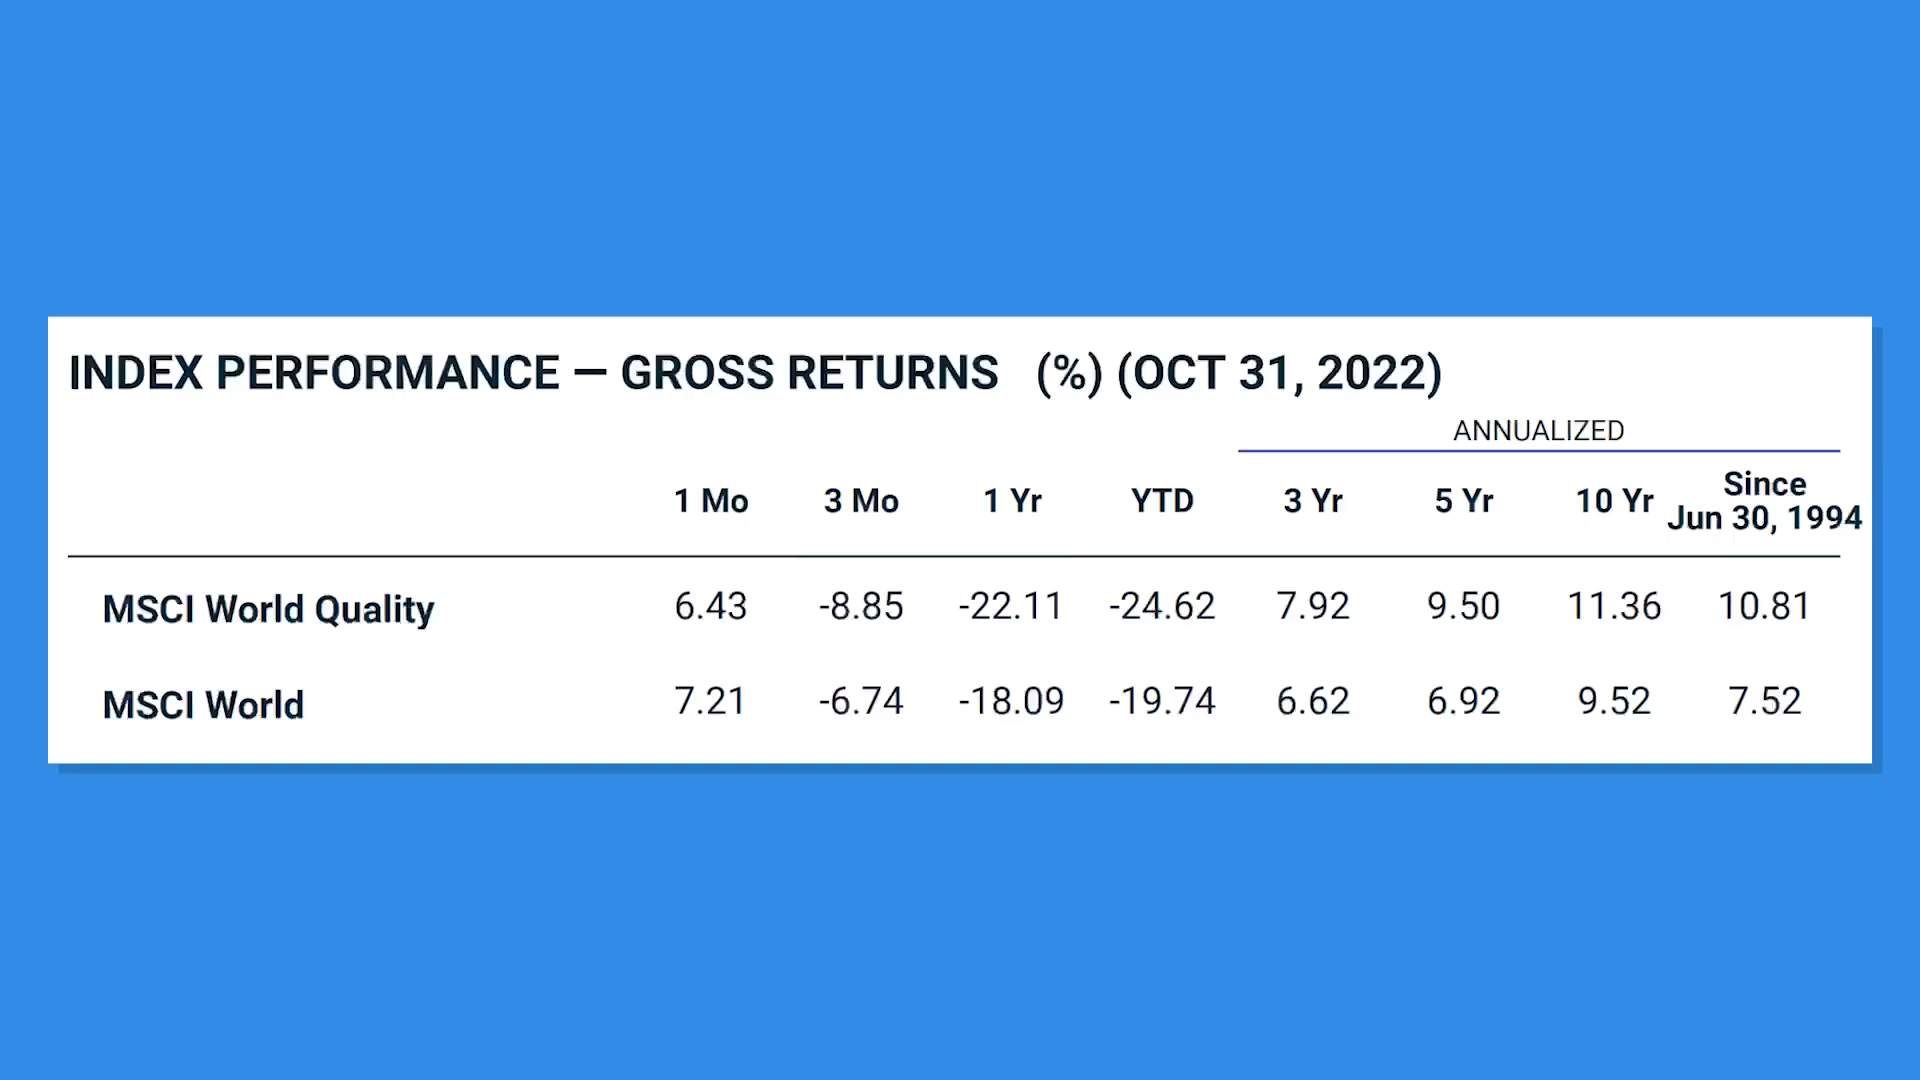 INDEX PERFORMANCE — GROSS RETURNS (%) (OCT 31, 2022)
ANNUALIZED
1 Mo 3 Mo 1 Yr YTD 3 Yr 5 Yr 10 Yr Since Jun 30, 1994
MSCI World Quality 6.43 -8.85 -22.11 -24.62 7.92 9.50 11.36 10.81
MSCI World 7.21 -6.74 -18.09 -19.74 6.62 6.92 9.52 7.52